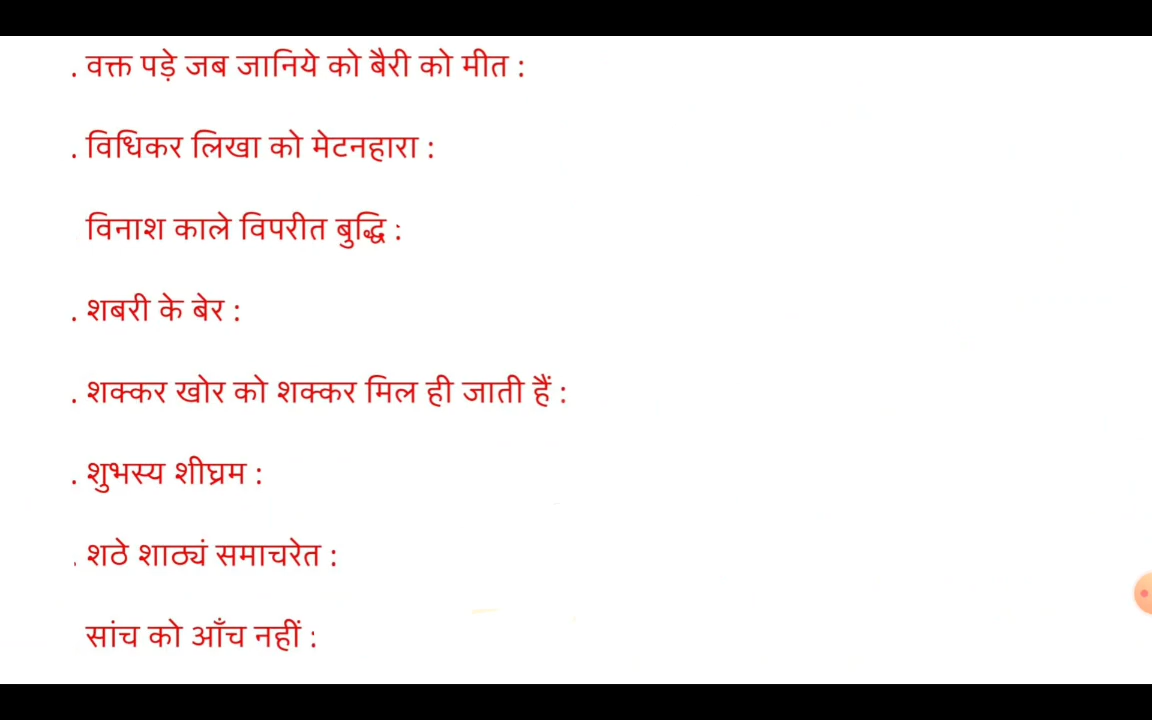 . वक्त पड़े जब जानिये को बैरी को मीत :
. विधिकर लिखा को मेटनहारा :
विनाश काले विपरीत बुद्धि :
. शबरी के बेर :
. शक्कर खोर को शक्कर मिल ही जाती हैं :
. शुभस्य शीघ्रम :
. शठे शाठ्यं समाचरेत :
सांच को आँच नहीं :